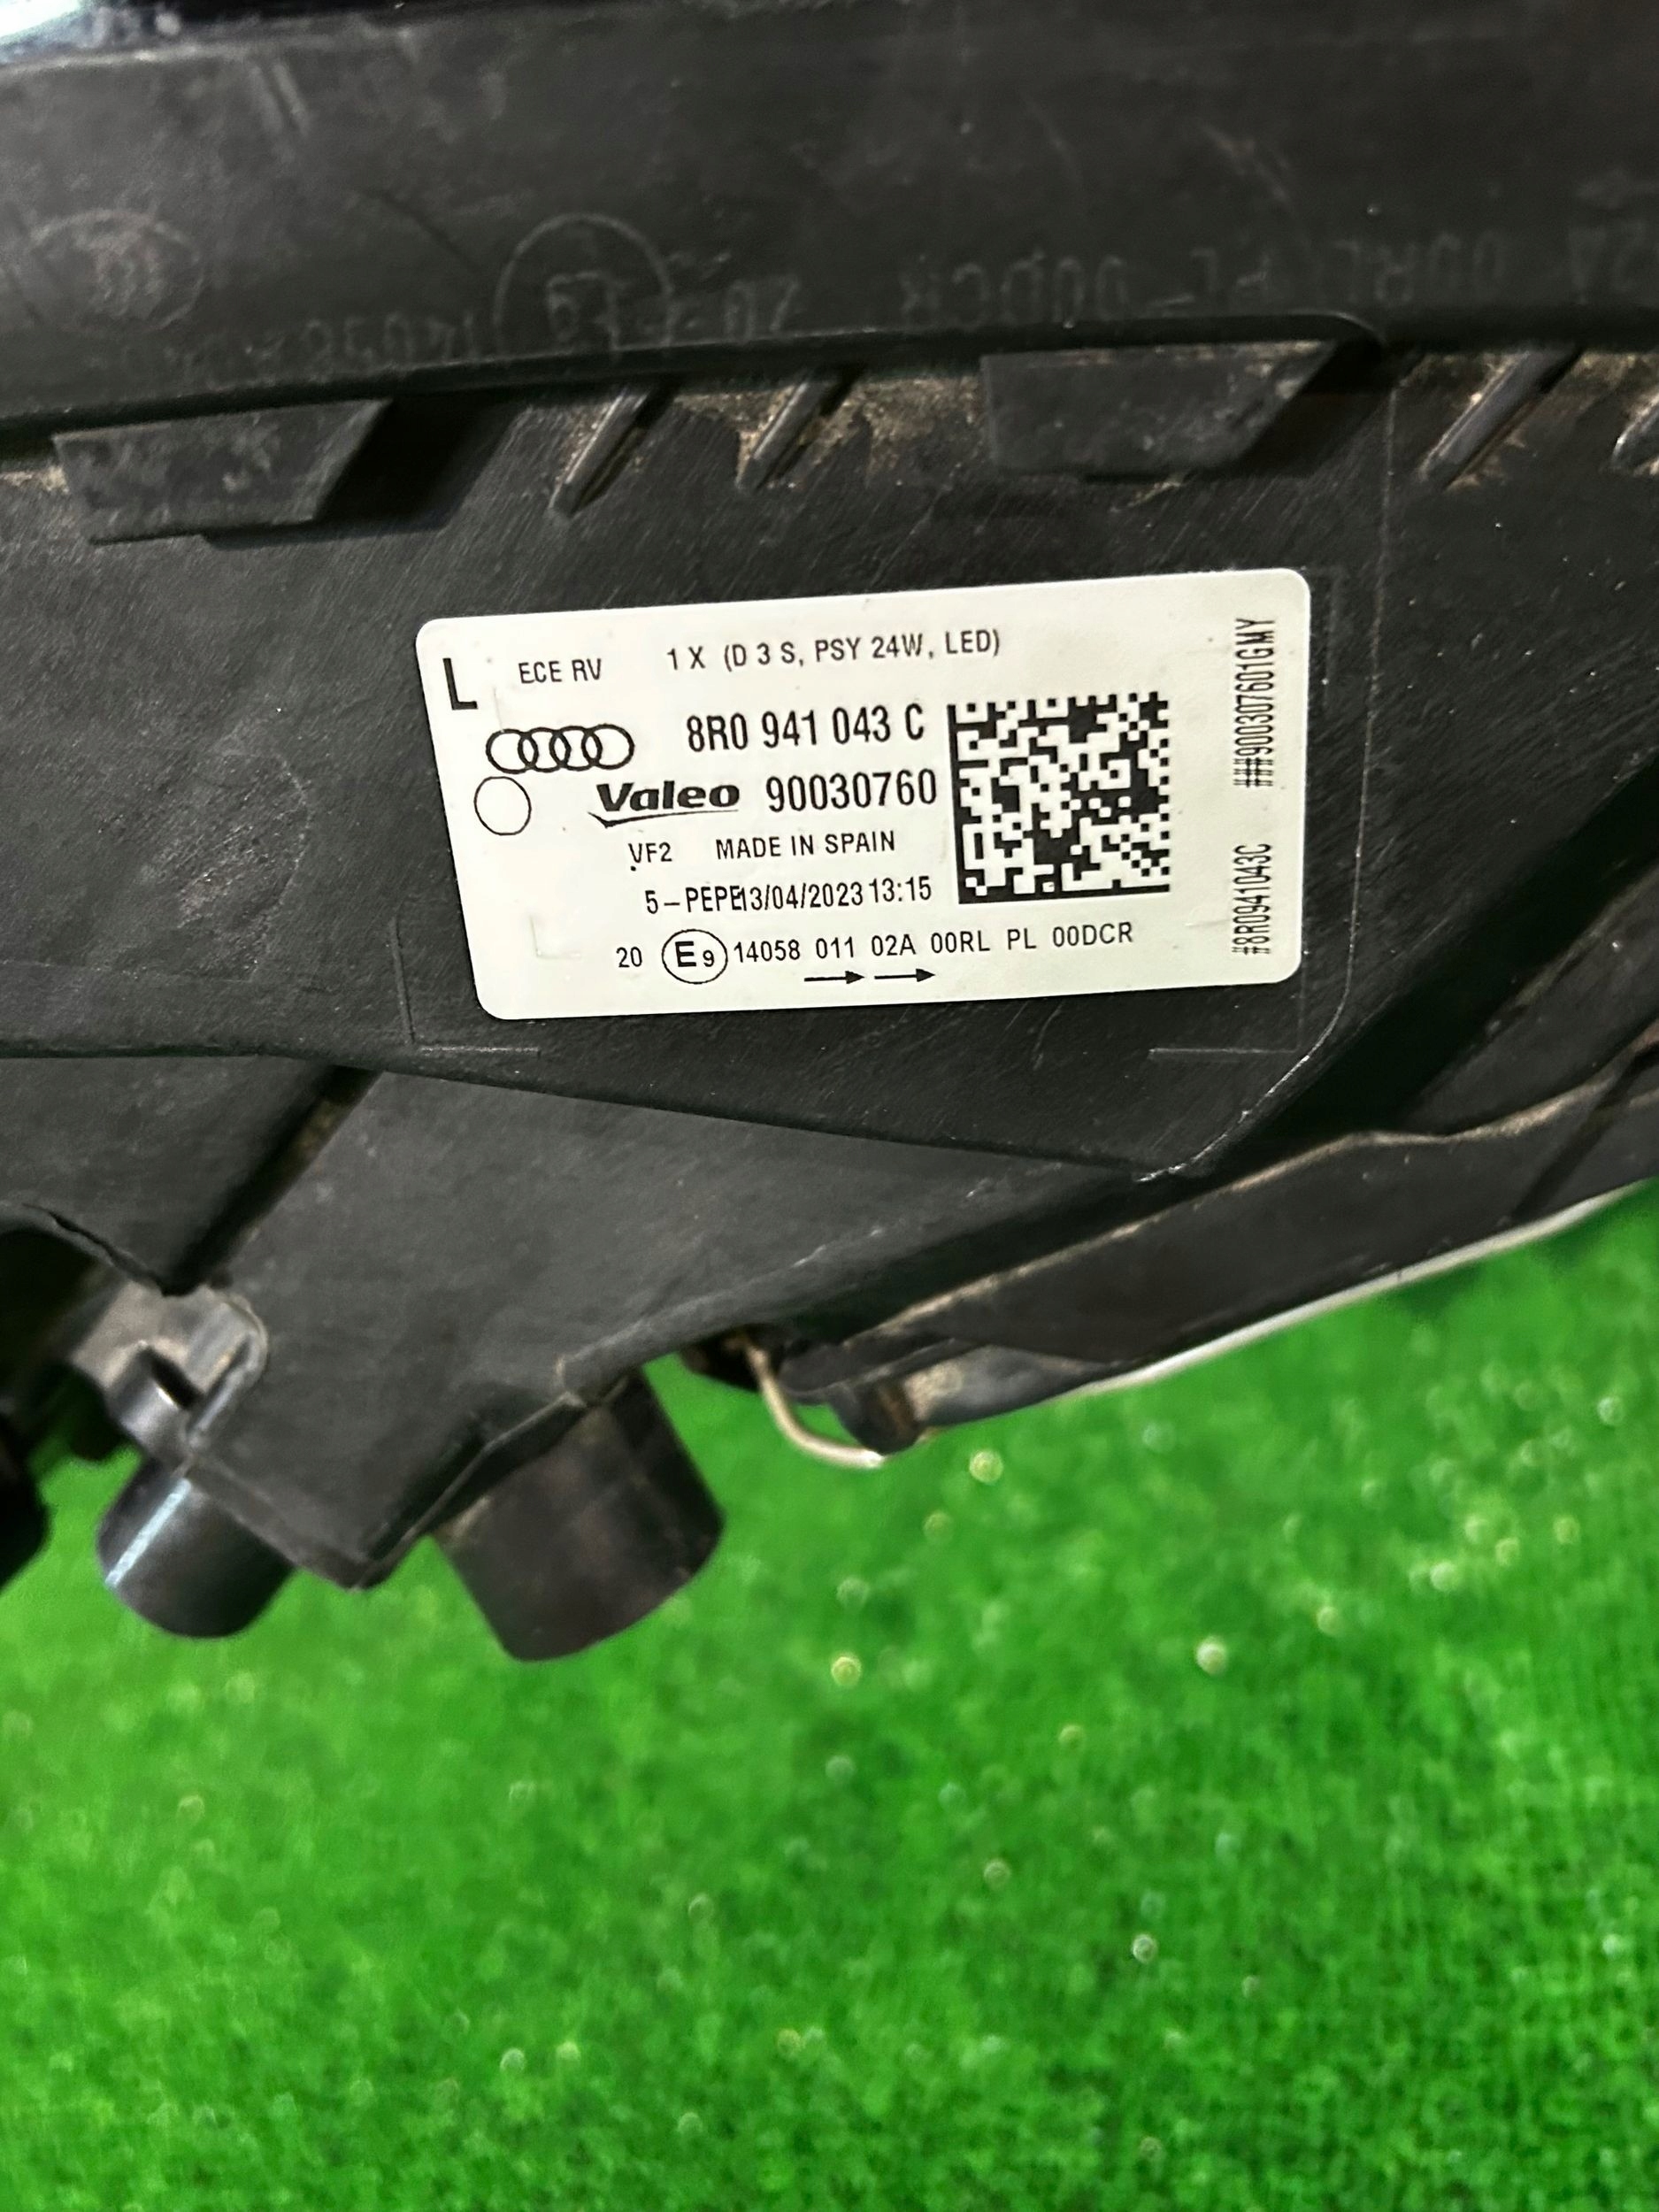 L ECE RV 1 X (D 3 S, PSY 24W, LED)
8R0 941 043 C
Valeo 90030760
VF2 MADE IN SPAIN
5-PEPE13/04/2023 13:15
20 E9 14058 011 02A 00RL PL 00DCR
#8R0941043C ##900307601GMY